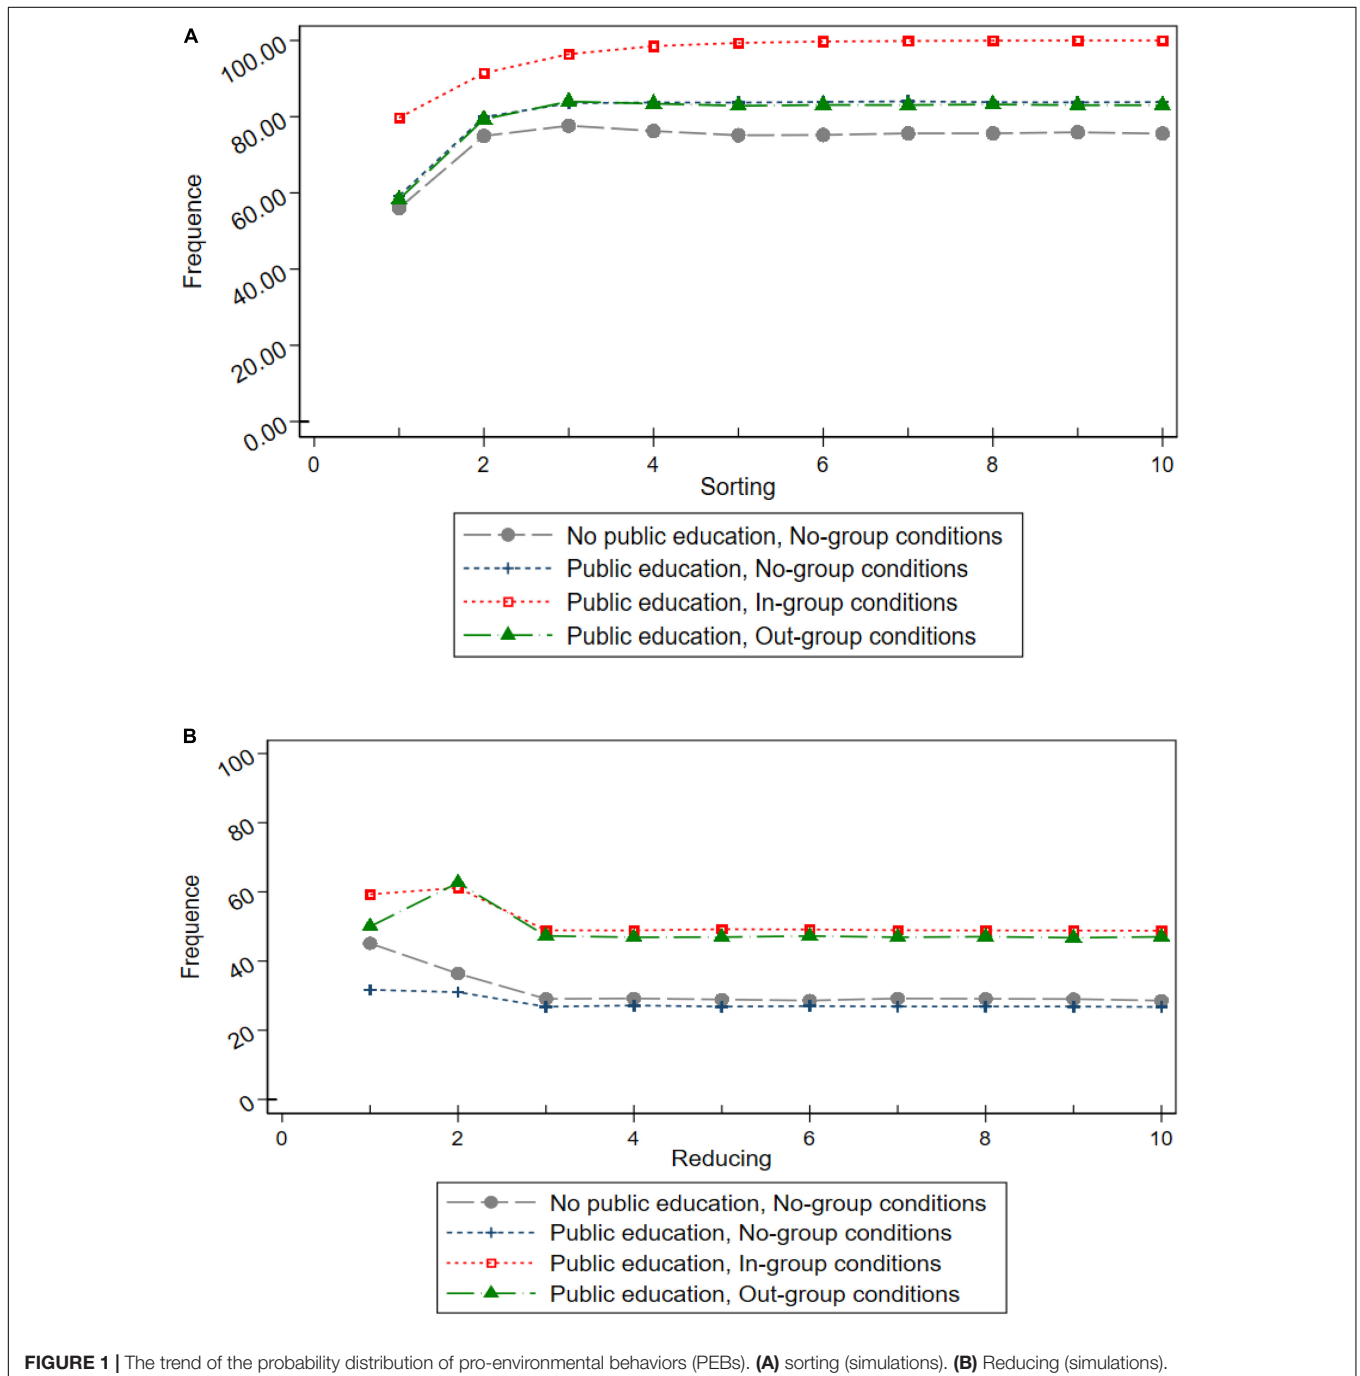 A
100.00
80.00
60.00
40.00
20.00
0.00
Frequence
0 2 4 6 8 10
Sorting
No public education, No-group conditions
Public education, No-group conditions
Public education, In-group conditions
Public education, Out-group conditions
B
100
80
60
40
20
0
Frequence
0 2 4 6 8 10
Reducing
No public education, No-group conditions
Public education, No-group conditions
Public education, In-group conditions
Public education, Out-group conditions
FIGURE 1 | The trend of the probability distribution of pro-environmental behaviors (PEBs). (A) sorting (simulations). (B) Reducing (simulations).